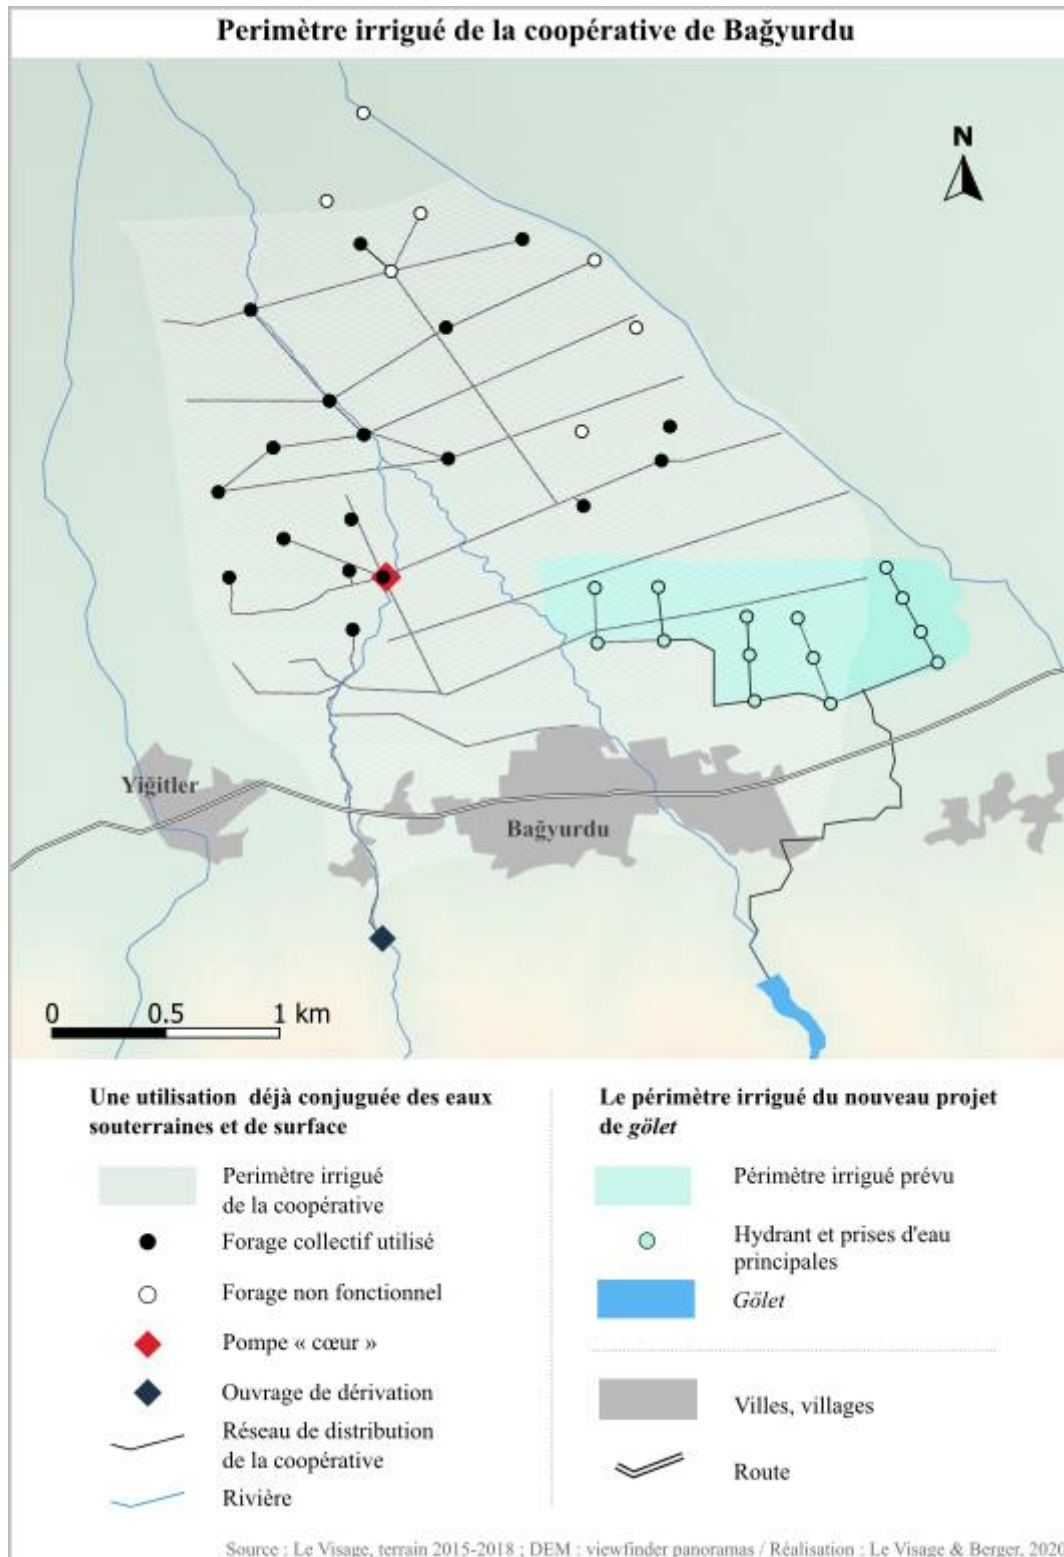 Perimètre irrigué de la coopérative de Bağyurdu
N
Yiğitler
Bağyurdu
0 0.5 1 km
Une utilisation déjà conjuguée des eaux
souterraines et de surface
Perimètre irrigué
de la coopérative
Forage collectif utilisé
Forage non fonctionnel
Pompe « cœur »
Ouvrage de dérivation
Réseau de distribution
de la coopérative
Rivière
Le périmètre irrigué du nouveau projet
de gölet
Périmètre irrigué prévu
Hydrant et prises d'eau
principales
Gölet
Villes, villages
Route
Source : Le Visage, terrain 2015-2018 ; DEM : viewfinder panoramas / Réalisation : Le Visage & Berger,